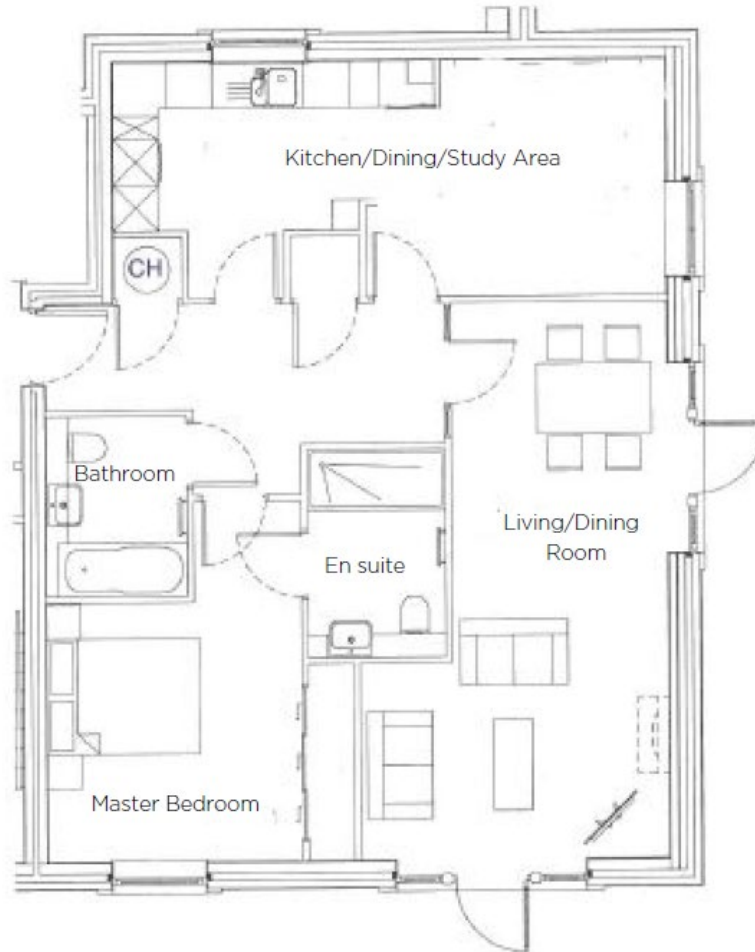 Kitchen/Dining/Study Area
CH
Bathroom
Living/Dining
Room
En suite
Master Bedroom